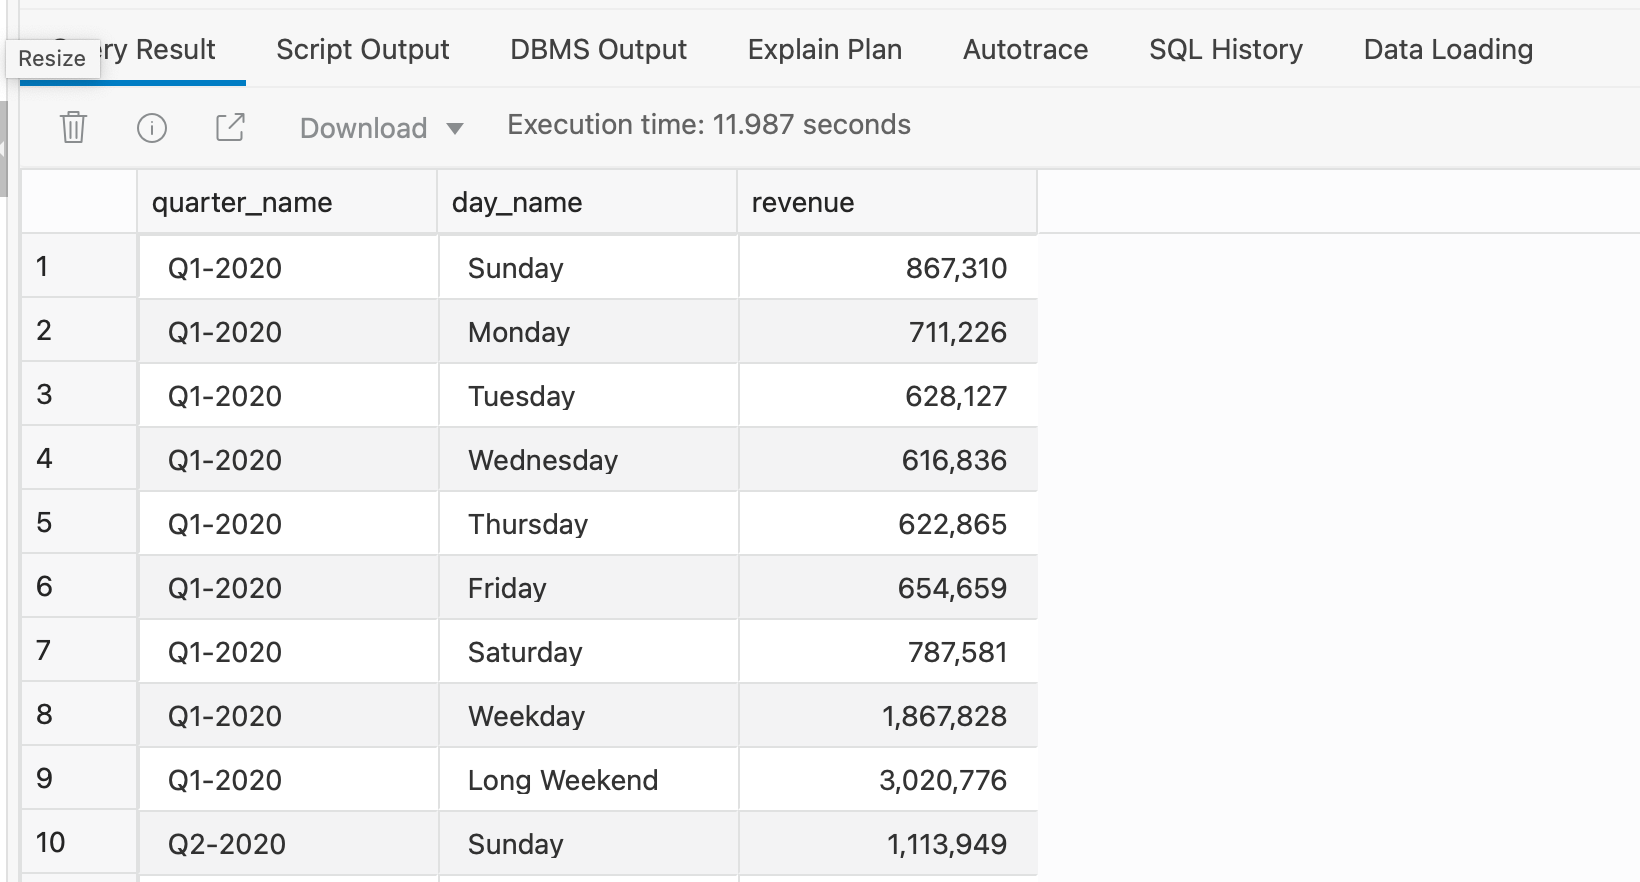 Resize
ry Result Script Output DBMS Output Explain Plan Autotrace SQL History Data Loading
Download Execution time: 11.987 seconds
quarter_name day_name revenue
1 Q1-2020 Sunday 867,310
2 Q1-2020 Monday 711,226
3 Q1-2020 Tuesday 628,127
4 Q1-2020 Wednesday 616,836
5 Q1-2020 Thursday 622,865
6 Q1-2020 Friday 654,659
7 Q1-2020 Saturday 787,581
8 Q1-2020 Weekday 1,867,828
9 Q1-2020 Long Weekend 3,020,776
10 Q2-2020 Sunday 1,113,949